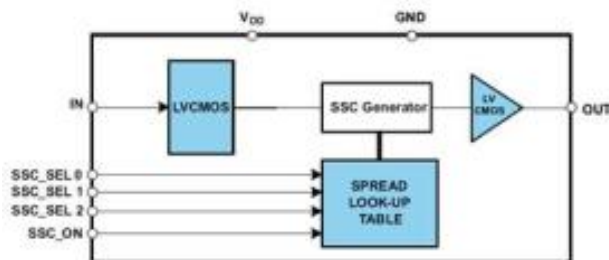 VDD
GND
IN
LVCMOS
SSC Generator
LV
CMOS
OUT
SSC_SEL 0
SSC_SEL 1
SSC_SEL 2
SSC_ON
SPREAD
LOOK-UP
TABLE